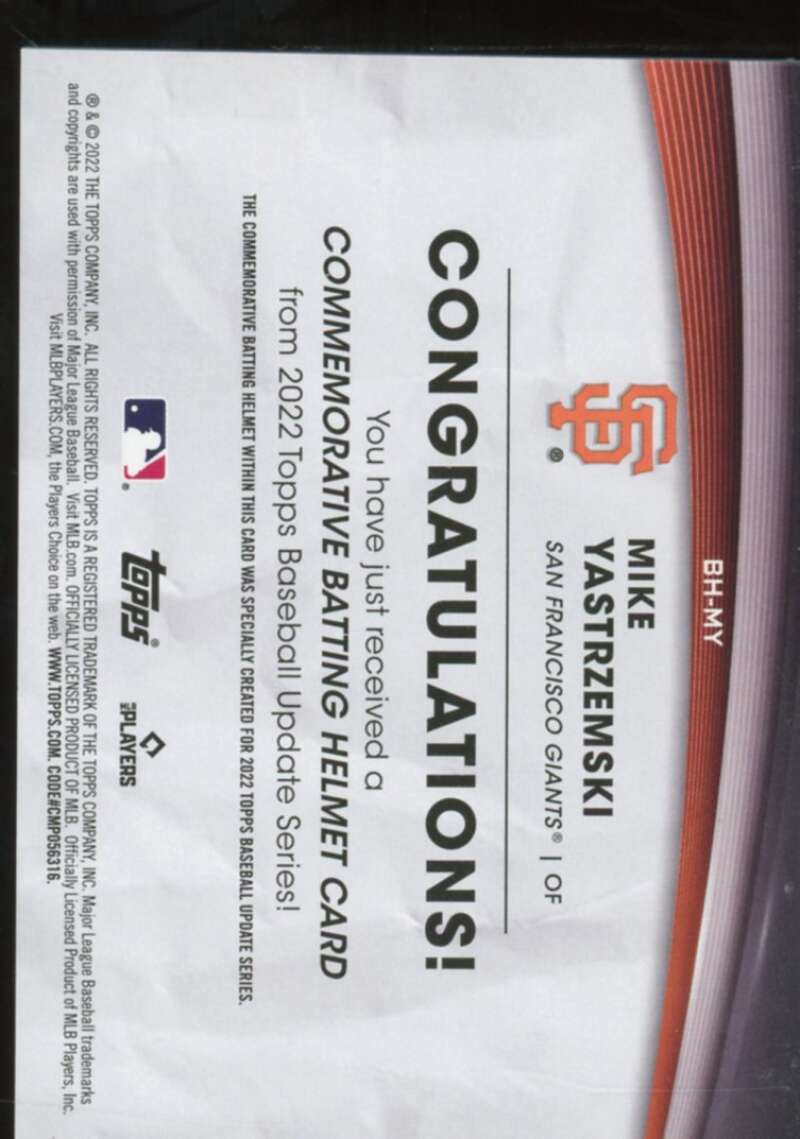 BH-MY
MIKE
YASTRZEMSKI
SAN FRANCISCO GIANTS® | OF
SF®
CONGRATULATIONS!
You have just received a
COMMEMORATIVE BATTING HELMET CARD
from 2022 Topps Baseball Update Series!
THE COMMEMORATIVE BATTING HELMET WITHIN THIS CARD WAS SPECIALLY CREATED FOR 2022 TOPPS BASEBALL UPDATE SERIES.
topps® PLAYERS
® & © 2022 THE TOPPS COMPANY, INC. ALL RIGHTS RESERVED. TOPPS IS A REGISTERED TRADEMARK OF THE TOPPS COMPANY, INC. Major League Baseball trademarks
and copyrights are used with permission of Major League Baseball. Visit MLB.com. OFFICIALLY LICENSED PRODUCT OF MLB. Officially Licensed Product of MLB Players, Inc.
Visit MLBPLAYERS.COM, the Players Choice on the web. WWW.TOPPS.COM. CODE#CMP056316.